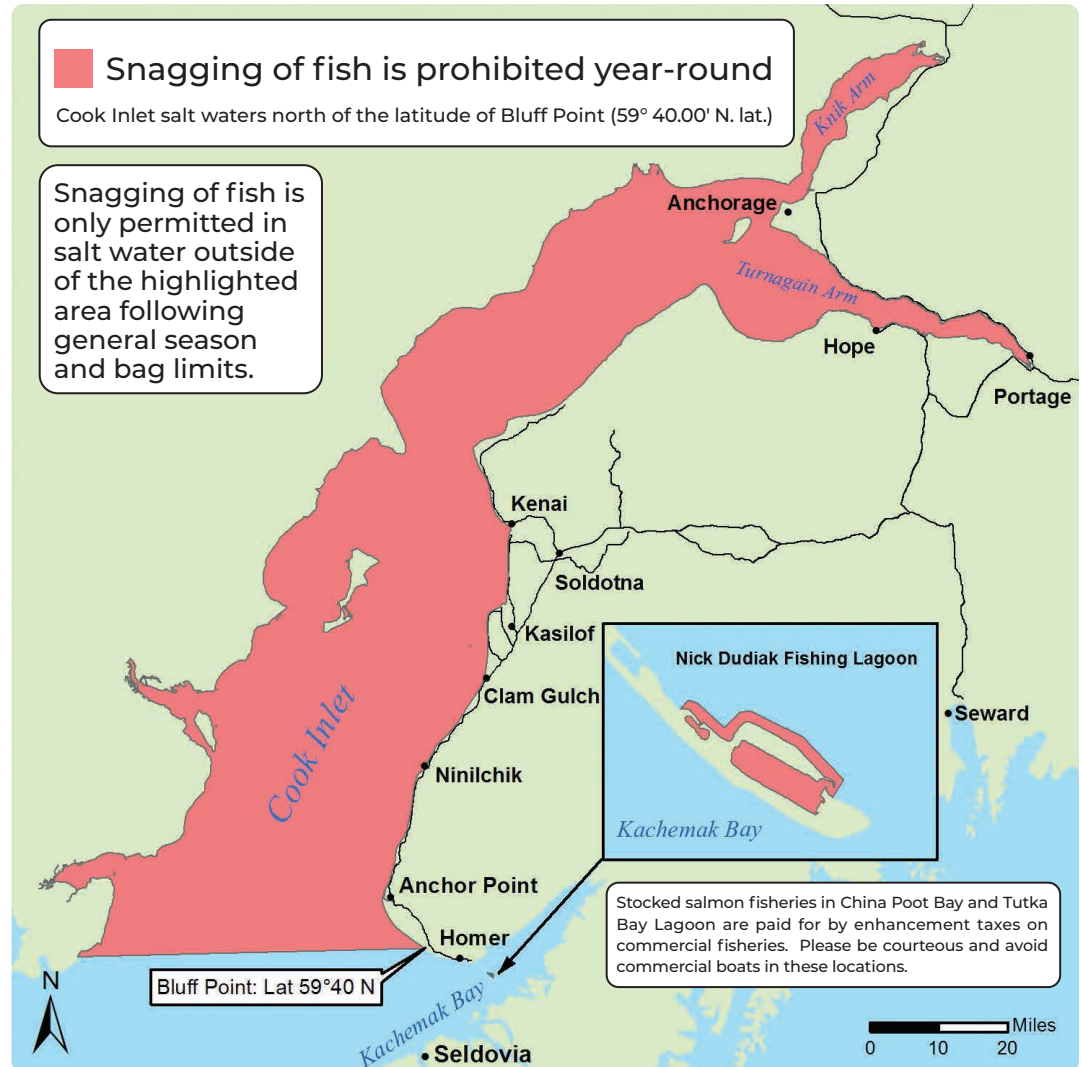 Snagging of fish is prohibited year-round
Cook Inlet salt waters north of the latitude of Bluff Point (59° 40.00' N. lat.)
Snagging of fish is
only permitted in
salt water outside
of the highlighted
area following
general season
and bag limits.
Knik Arm
Anchorage
Turnagain Arm
Hope
Portage
Kenai
Soldotna
Kasilof
Clam Gulch
Nick Dudiak Fishing Lagoon
Kachemak Bay
Seward
Cook Inlet
Ninilchik
Anchor Point
Homer
Stocked salmon fisheries in China Poot Bay and Tutka
Bay Lagoon are paid for by enhancement taxes on
commercial fisheries. Please be courteous and avoid
commercial boats in these locations.
Bluff Point: Lat 59°40 N
N
Kachemak Bay
Seldovia
Miles
0 10 20